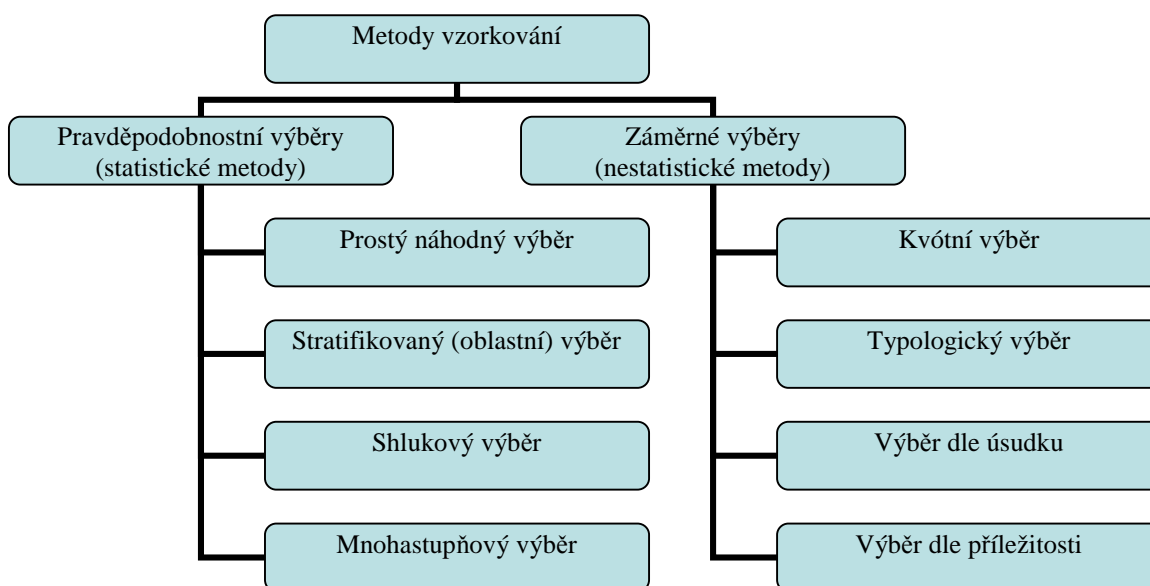 Metody vzorkování
Pravděpodobnostní výběry
(statistické metody)
Záměrné výběry
(nestatistické metody)
Prostý náhodný výběr
Kvótní výběr
Stratifikovaný (oblastní) výběr
Typologický výběr
Shlukový výběr
Výběr dle úsudku
Mnohastupňový výběr
Výběr dle příležitosti